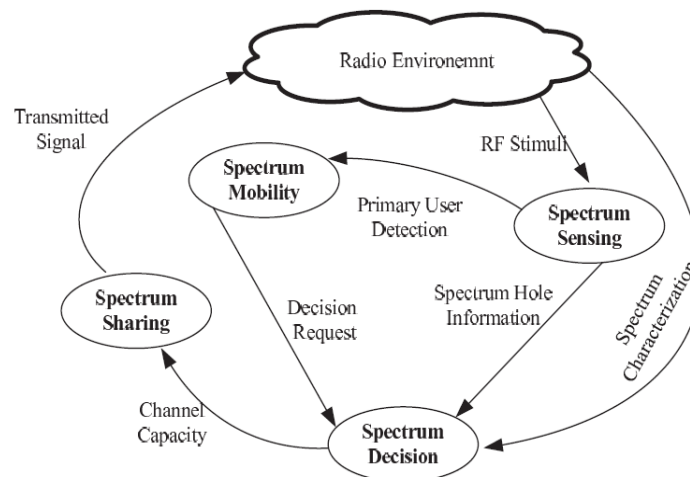 Radio Environemnt
Transmitted
Signal
RF Stimuli
Spectrum
Mobility
Primary User
Detection
Spectrum
Sensing
Spectrum
Sharing
Decision
Request
Spectrum Hole
Information
Spectrum
Characterization
Channel
Capacity
Spectrum
Decision